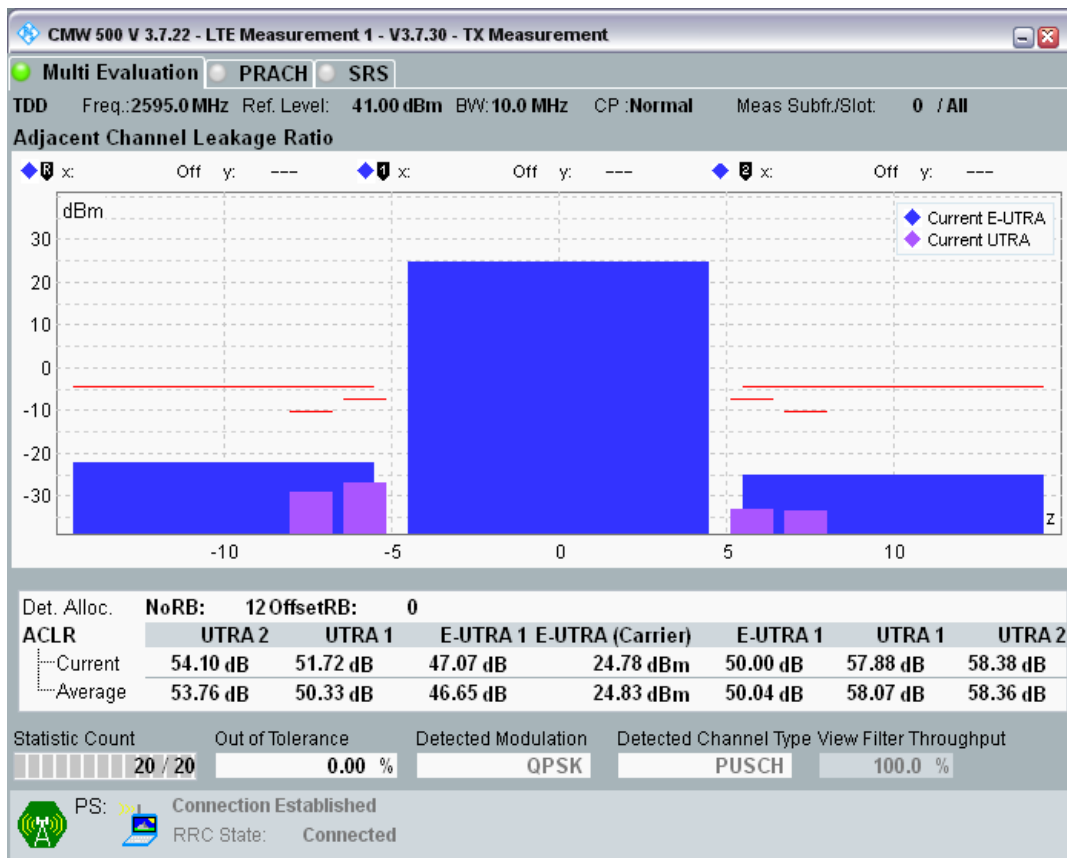 CMW 500 V 3.7.22 - LTE Measurement 1 - V3.7.30 - TX Measurement
Multi Evaluation PRACH SRS
TDD Freq.:2595.0 MHz Ref. Level: 41.00 dBm BW:10.0 MHz CP :Normal Meas Subfr./Slot: 0 / All
Adjacent Channel Leakage Ratio
R x: Off y: --- 1 x: Off y: --- 2 x: Off y: ---
dBm
Current E-UTRA
Current UTRA
30
20
10
0
-10
-20
-30
z
-10 -5 0 5 10
Det. Alloc. NoRB: 12 OffsetRB: 0
ACLR UTRA 2 UTRA 1 E-UTRA 1 E-UTRA (Carrier) E-UTRA 1 UTRA 1 UTRA 2
Current 54.10 dB 51.72 dB 47.07 dB 24.78 dBm 50.00 dB 57.88 dB 58.38 dB
Average 53.76 dB 50.33 dB 46.65 dB 24.83 dBm 50.04 dB 58.07 dB 58.36 dB
Statistic Count Out of Tolerance Detected Modulation Detected Channel Type View Filter Throughput
20 / 20 0.00 % QPSK PUSCH 100.0 %
PS: Connection Established
RRC State: Connected